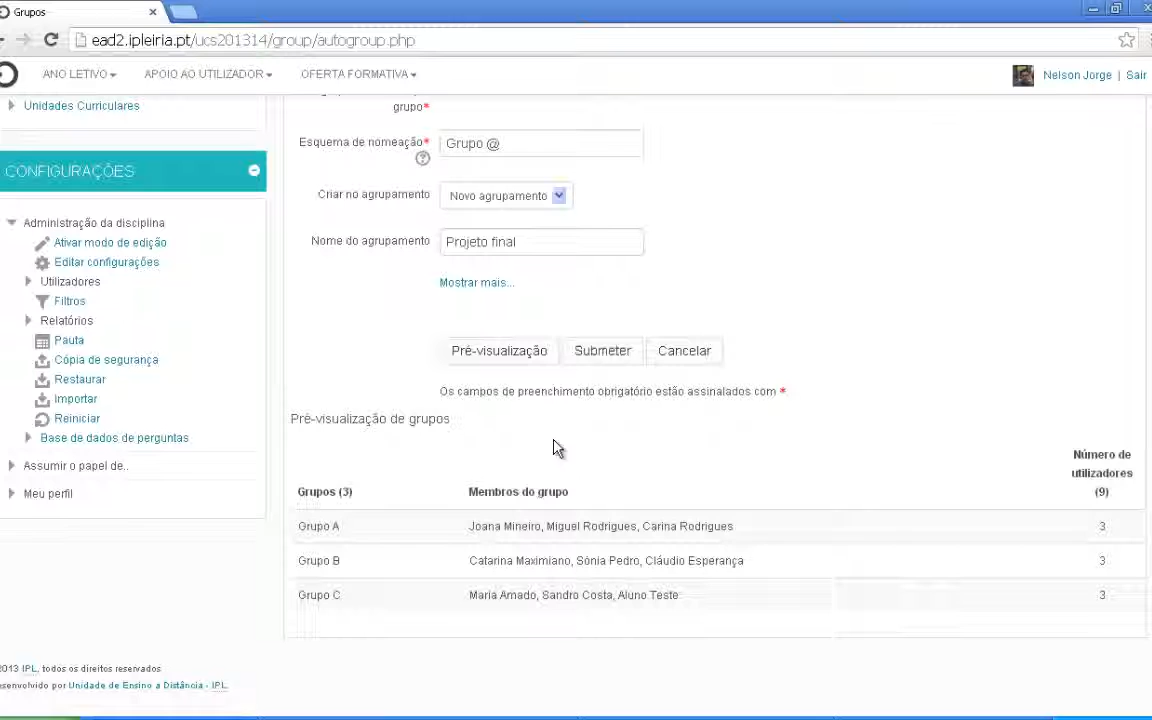 Grupos
ead2.ipleiria.pt/ucs201314/group/autogroup.php
ANO LETIVO APOIO AO UTILIZADOR OFERTA FORMATIVA Nelson Jorge | Sair
Unidades Curriculares
grupo*
Esquema de nomeação* Grupo @
Criar no agrupamento Novo agrupamento
Nome do agrupamento Projeto final
Mostrar mais...
Pré-visualização Submeter Cancelar
Os campos de preenchimento obrigatório estão assinalados com *
CONFIGURAÇÕES
Administração da disciplina
Ativar modo de edição
Editar configurações
Utilizadores
Filtros
Relatórios
Pauta
Cópia de segurança
Restaurar
Importar
Reiniciar
Base de dados de perguntas
Assumir o papel de..
Meu perfil
Pré-visualização de grupos
Grupos (3) Membros do grupo Número de
utilizadores
(9)
Grupo A Joana Mineiro, Miguel Rodrigues, Carina Rodrigues 3
Grupo B Catarina Maximiano, Sónia Pedro, Cláudio Esperança 3
Grupo C Maria Amado, Sandro Costa, Aluno Teste 3
2013 IPL, todos os direitos reservados
esenvolvido por Unidade de Ensino a Distância - IPL.